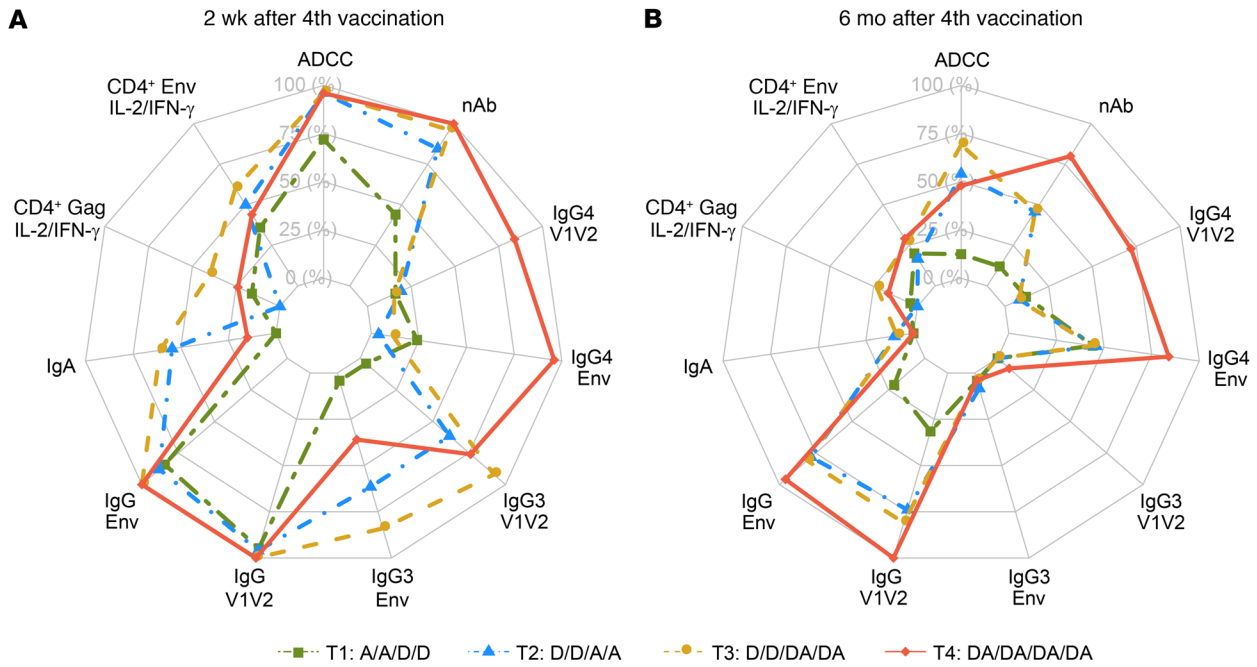 A
2 wk after 4th vaccination
ADCC
nAb
IgG4
V1V2
IgG4
Env
IgG3
V1V2
IgG3
Env
IgG
V1V2
IgG
Env
IgA
CD4+ Gag
IL-2/IFN-γ
CD4+ Env
IL-2/IFN-γ
100 (%)
75 (%)
50 (%)
25 (%)
0 (%)
B
6 mo after 4th vaccination
ADCC
nAb
IgG4
V1V2
IgG4
Env
IgG3
V1V2
IgG3
Env
IgG
V1V2
IgG
Env
IgA
CD4+ Gag
IL-2/IFN-γ
CD4+ Env
IL-2/IFN-γ
100 (%)
75 (%)
50 (%)
25 (%)
0 (%)
T1: A/A/D/D
T2: D/D/A/A
T3: D/D/DA/DA
T4: DA/DA/DA/DA